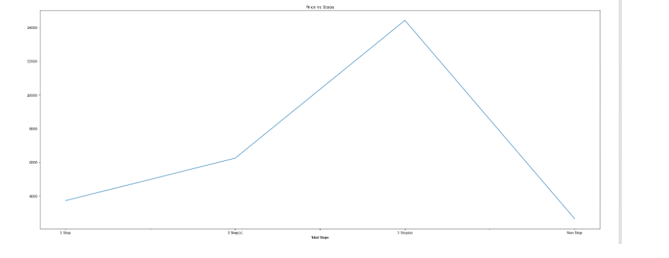 Price vs Stops
14000
12000
10000
8000
6000
4000
1 Stop
2 Stop(s)
3 Stop(s)
Non Stop
Total Stops